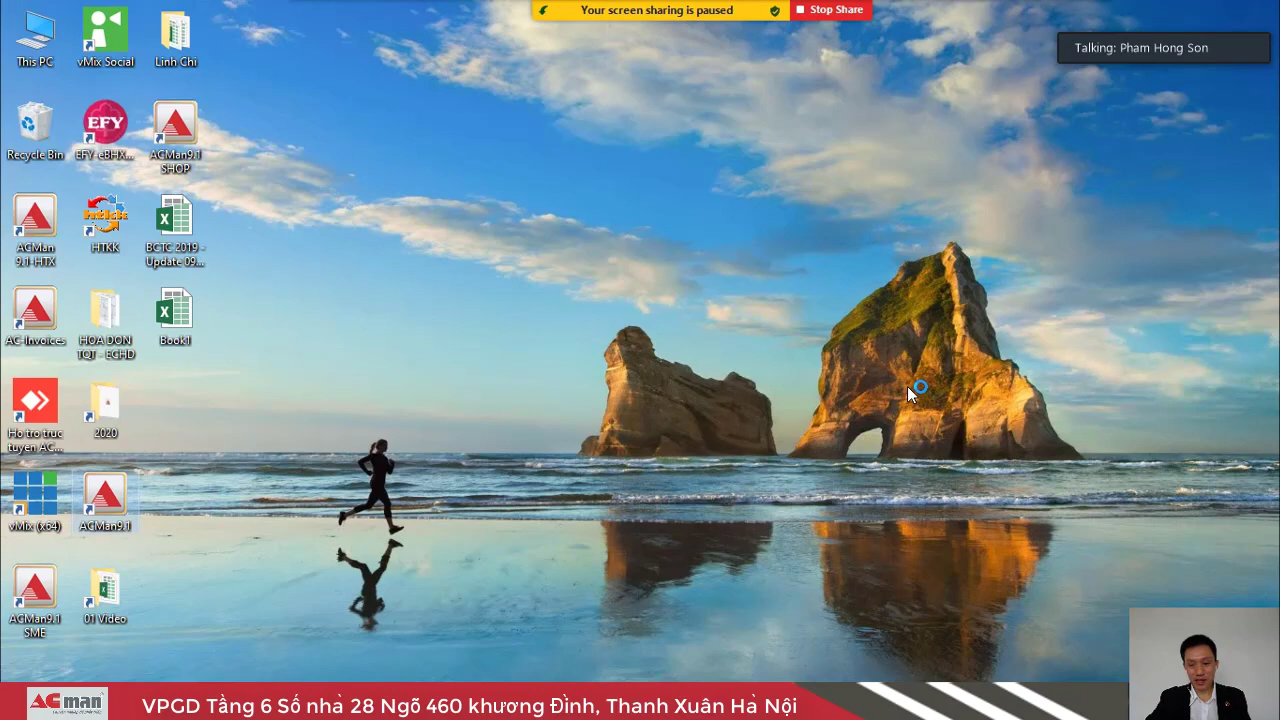 Your screen sharing is paused
Stop Share
Talking: Pham Hong Son
This PC
vMix Social
Linh Chi
Recycle Bin
EFY
EFY-eBHX...
ACMan9.1
SHOP
ACMan
9.1-HTX
htkk
HTKK
BCTC 2019 -
Update 09...
AC-Invoices
HOA DON
TQT - ECHD
Book1
Ho tro truc
tuyen AC...
2020
vMix (x64)
ACMan9.1
ACMan9.1
SME
01 Video
ACman
VPGD Tầng 6 Số nhà 28 Ngõ 460 khương Đình, Thanh Xuân Hà Nội